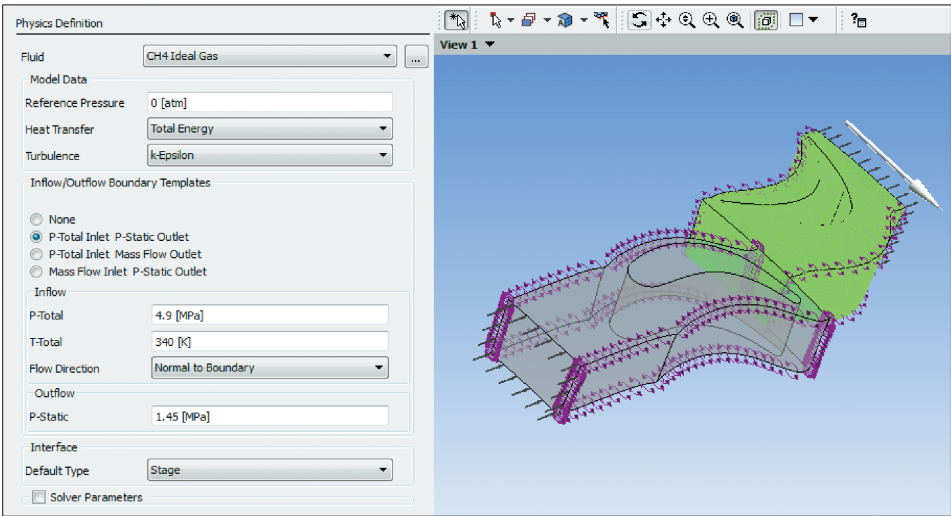 Physics Definition
Fluid CH4 Ideal Gas ...
Model Data
Reference Pressure 0 [atm]
Heat Transfer Total Energy
Turbulence k-Epsilon
Inflow/Outflow Boundary Templates
None
P-Total Inlet P-Static Outlet
P-Total Inlet Mass Flow Outlet
Mass Flow Inlet P-Static Outlet
Inflow
P-Total 4.9 [MPa]
T-Total 340 [K]
Flow Direction Normal to Boundary
Outflow
P-Static 1.45 [MPa]
Interface
Default Type Stage
Solver Parameters
View 1